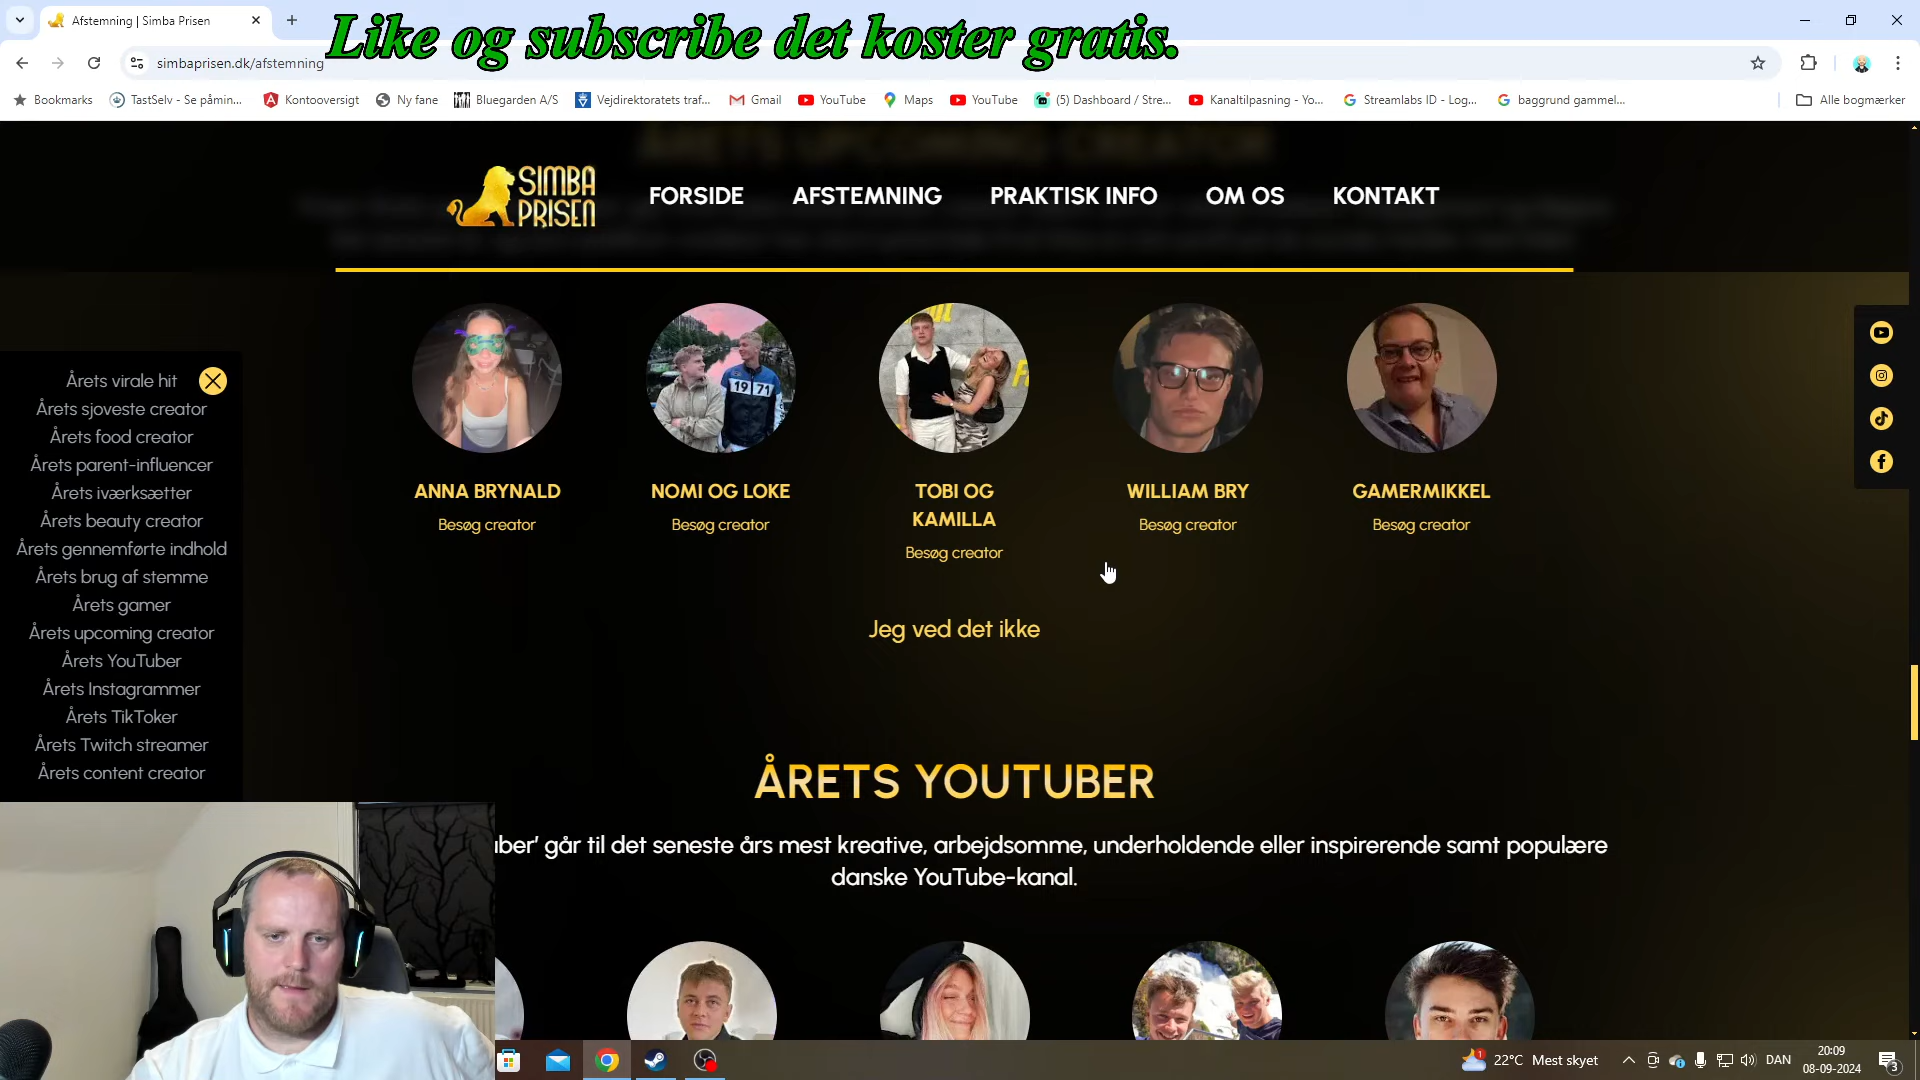 Afstemning | Simba Prisen
Like og subscribe det koster gratis.
simbaprisen.dk/afstemning
Bookmarks
TastSelv - Se påmin...
Kontooversigt
Ny fane
Bluegarden A/S
Vejdirektoratets traf...
Gmail
YouTube
Maps
YouTube
(5) Dashboard / Stre...
Kanaltilpasning - Yo...
Streamlabs ID - Log...
baggrund gammel...
Alle bogmærker
ÅRETS UPCOMING CREATOR
SIMBA
PRISEN
FORSIDE
AFSTEMNING
PRAKTISK INFO
OM OS
KONTAKT
Årets virale hit
Årets sjoveste creator
Årets food creator
Årets parent-influencer
Årets iværksætter
Årets beauty creator
Årets gennemførte indhold
Årets brug af stemme
Årets gamer
Årets upcoming creator
Årets YouTuber
Årets Instagrammer
Årets TikToker
Årets Twitch streamer
Årets content creator
1971
ANNA BRYNALD
Besøg creator
NOMI OG LOKE
Besøg creator
TOBI OG
KAMILLA
Besøg creator
WILLIAM BRY
Besøg creator
GAMERMIKKEL
Besøg creator
Jeg ved det ikke
ÅRETS YOUTUBER
uber' går til det seneste års mest kreative, arbejdsomme, underholdende eller inspirerende samt populære
danske YouTube-kanal.
1
22°C Mest skyet
DAN
20:09
08-09-2024
3